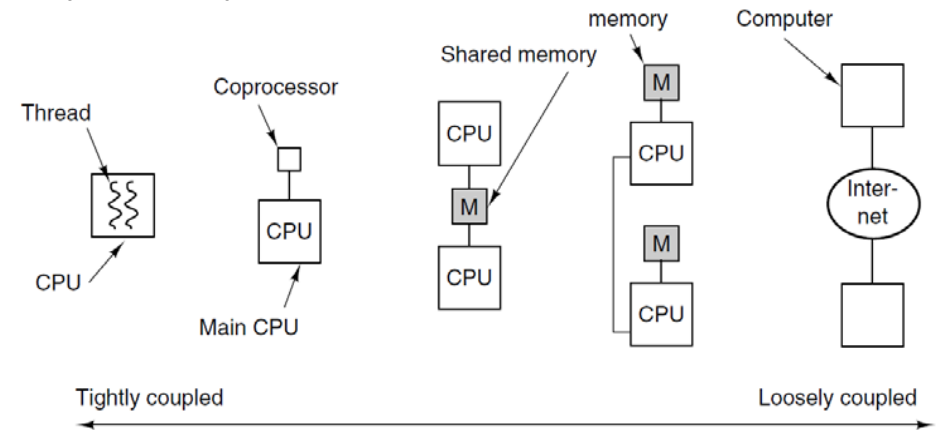 memory
Computer
Shared memory
Coprocessor
Thread
M
CPU
CPU
M
Inter-
net
CPU
M
CPU
CPU
CPU
M
CPU
Main CPU
Tightly coupled
Loosely coupled